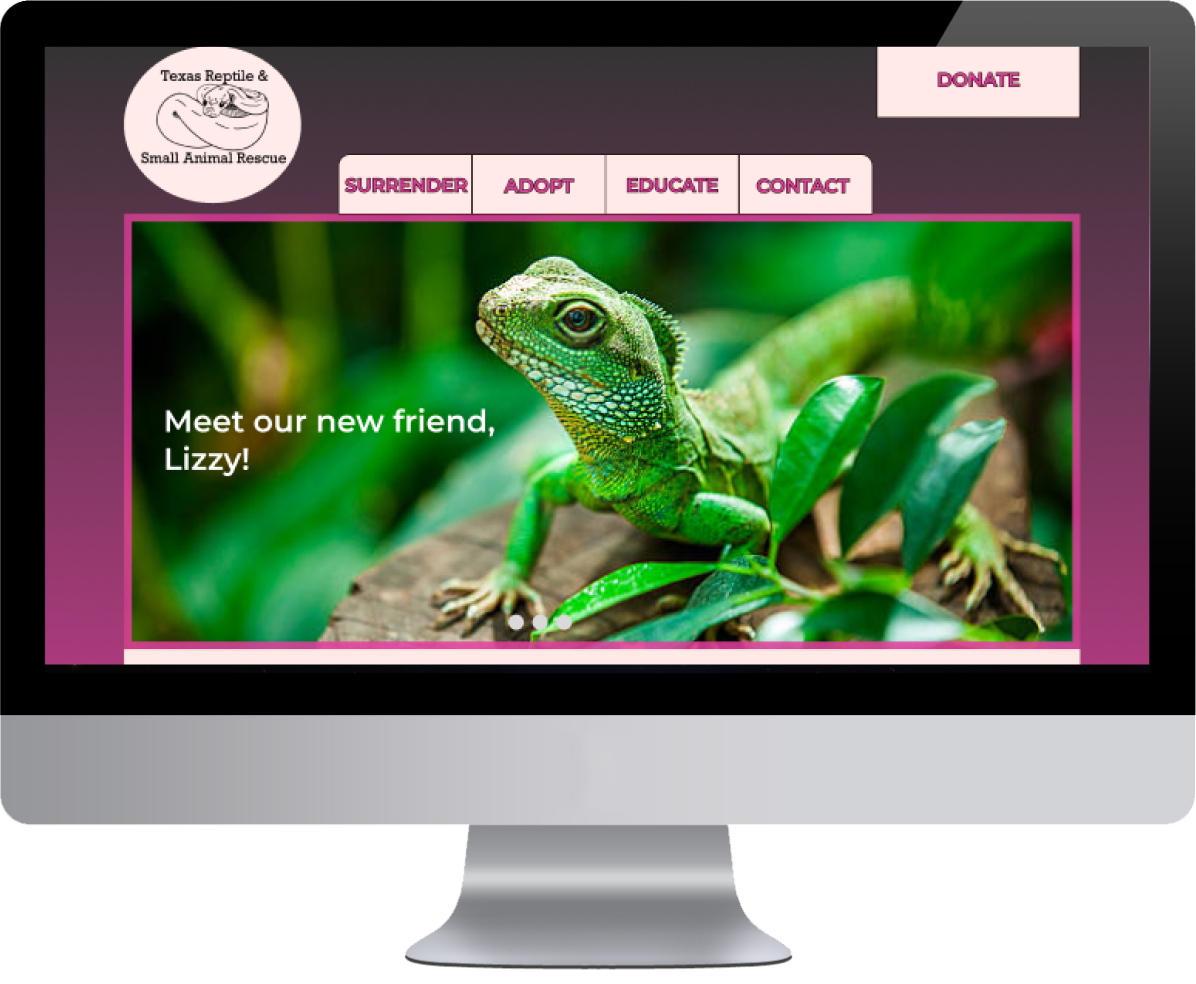 Texas Reptile &
Small Animal Rescue
DONATE
SURRENDER
ADOPT
EDUCATE
CONTACT
Meet our new friend,
Lizzy!